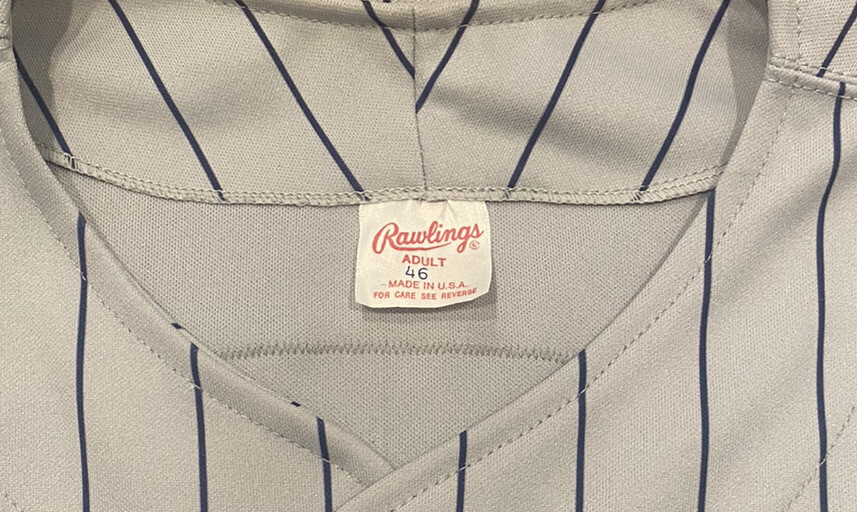 Rawlings®
ADULT
46
MADE IN U.S.A.
FOR CARE SEE REVERSE